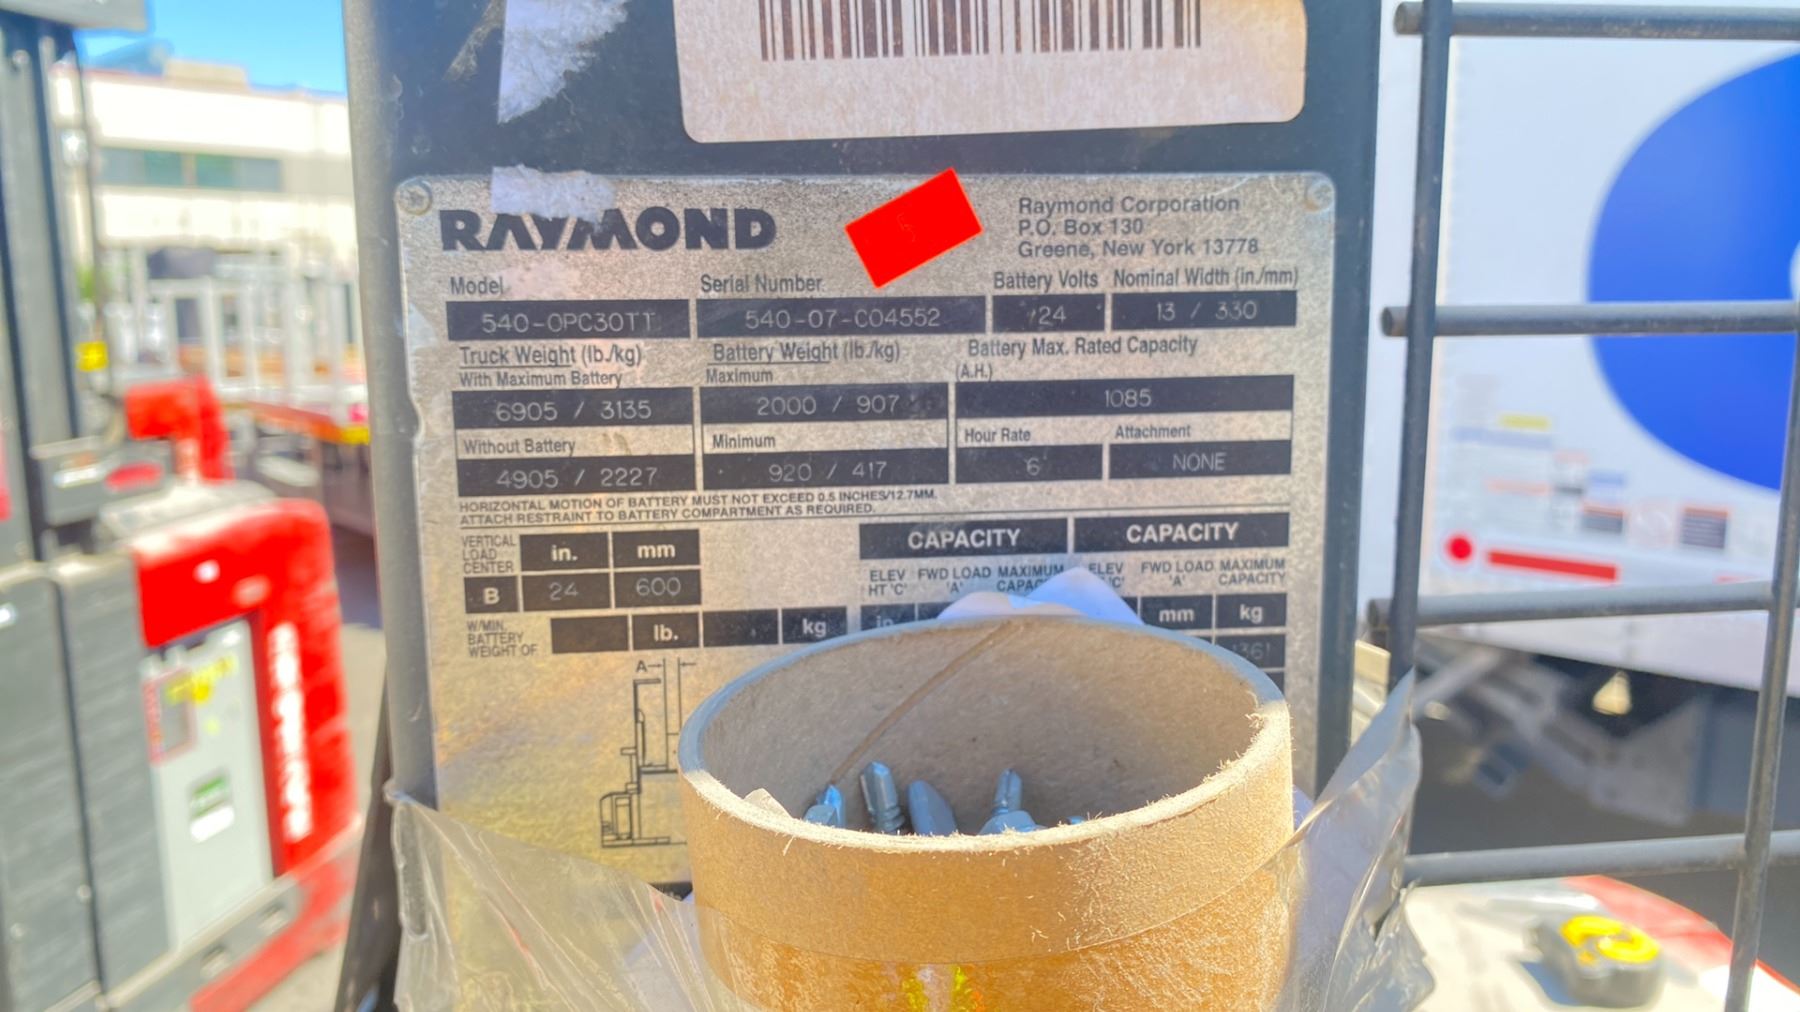 RAYMOND
Raymond Corporation
P.O. Box 130
Greene, New York 13778
Model Serial Number Battery Volts Nominal Width (in./mm)
540-OPC30TT 540-07-C04552 24 13 / 330
Truck Weight (lb./kg) Battery Weight (lb./kg) Battery Max. Rated Capacity
With Maximum Battery Maximum (A.H.)
6905 / 3135 2000 / 907 1085
Without Battery Minimum Hour Rate Attachment
4905 / 2227 920 / 417 6 NONE
HORIZONTAL MOTION OF BATTERY MUST NOT EXCEED 0.5 INCHES/12.7MM.
ATTACH RESTRAINT TO BATTERY COMPARTMENT AS REQUIRED.
VERTICAL
LOAD
CENTER
in. mm
B 24 600
W/MIN.
BATTERY
WEIGHT OF
lb. kg
CAPACITY CAPACITY
ELEV FWD LOAD MAXIMUM ELEV FWD LOAD MAXIMUM
HT 'C' 'A' 'A' CAPACITY
in. mm kg
A